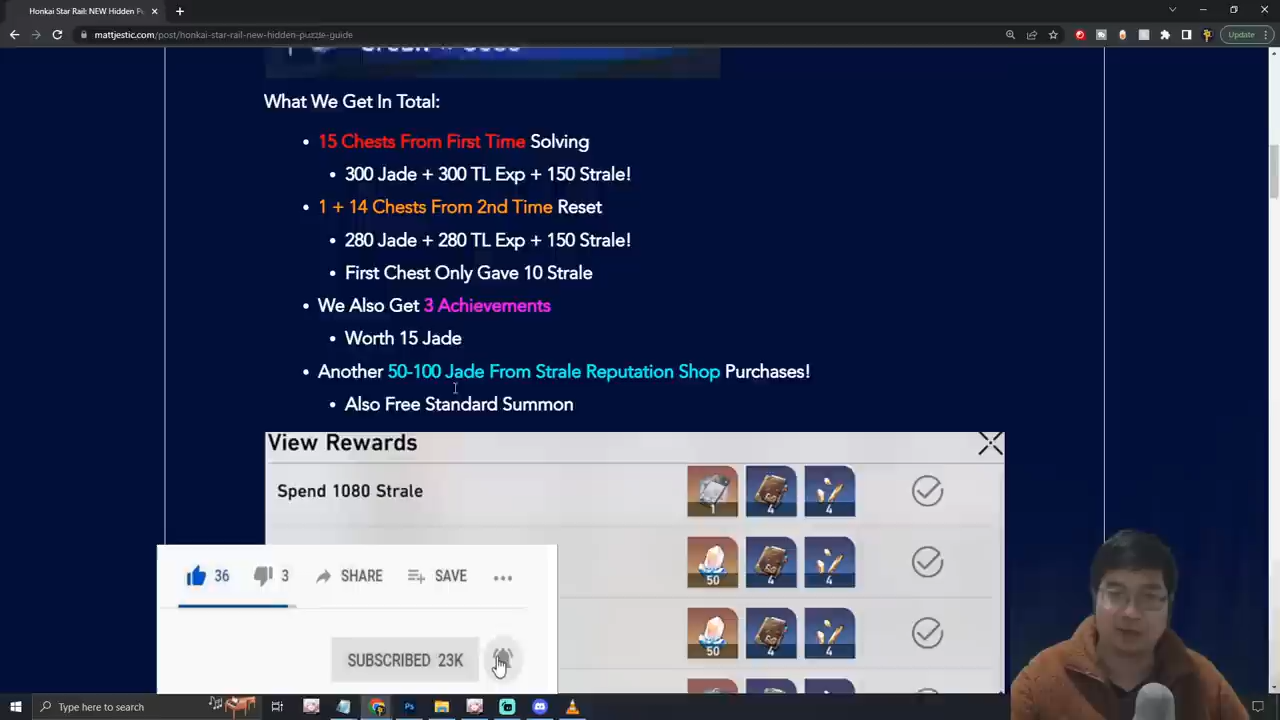 Honkai Star Rail: NEW Hidden Pu
mattjestic.com/post/honkai-star-rail-new-hidden-puzzle-guide
Update
What We Get In Total:
15 Chests From First Time Solving
300 Jade + 300 TL Exp + 150 Strale!
1 + 14 Chests From 2nd Time Reset
280 Jade + 280 TL Exp + 150 Strale!
First Chest Only Gave 10 Strale
We Also Get 3 Achievements
Worth 15 Jade
Another 50-100 Jade From Strale Reputation Shop Purchases!
Also Free Standard Summon
View Rewards
Spend 1080 Strale
1 4 4
50 4 4
50 4 4
36 3 SHARE SAVE
SUBSCRIBED 23K
Type here to search